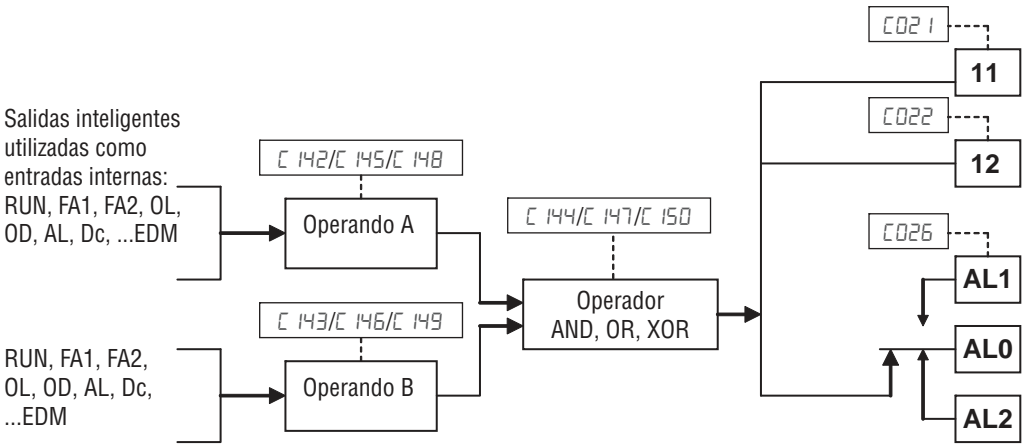 C021
11
C022
12
Salidas inteligentes
utilizadas como
entradas internas:
RUN, FA1, FA2, OL,
OD, AL, Dc, ...EDM
C142/C145/C148
Operando A
C144/C147/C150
Operador
AND, OR, XOR
C026
AL1
AL0
AL2
RUN, FA1, FA2,
OL, OD, AL, Dc,
...EDM
C143/C146/C149
Operando B